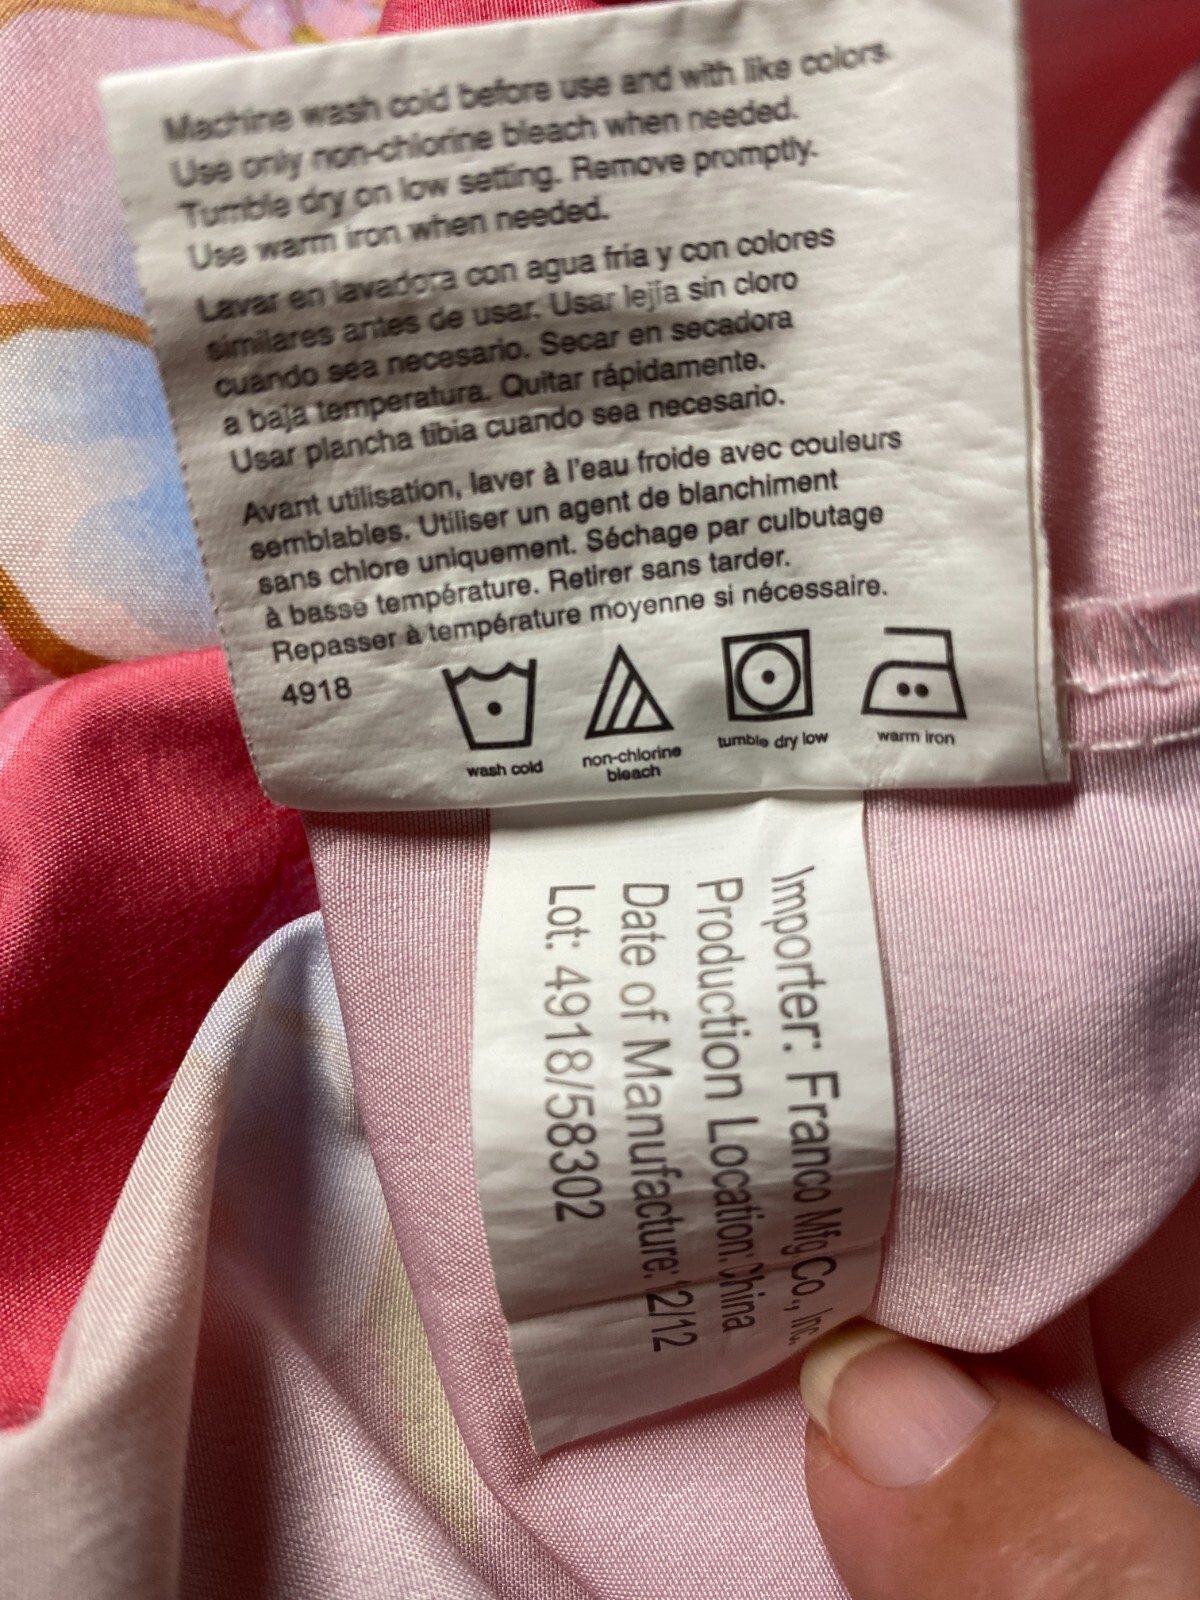 Machine wash cold before use and with like colors.
Use only non-chlorine bleach when needed.
Tumble dry on low setting. Remove promptly.
Use warm iron when needed.
Lavar en lavadora con agua fría y con colores
similares antes de usar. Usar lejía sin cloro
cuando sea necesario. Secar en secadora
a baja temperatura. Quitar rápidamente.
Usar plancha tibia cuando sea necesario.
Avant utilisation, laver à l'eau froide avec couleurs
semblables. Utiliser un agent de blanchiment
sans chlore uniquement. Séchage par culbutage
à basse température. Retirer sans tarder.
Repasser à température moyenne si nécessaire.
4918
wash cold
non-chlorine
bleach
tumble dry low
warm iron
Importer: Franco Mfg Co., Inc.
Production Location: China
Date of Manufacture:
Lot: 4918/58302